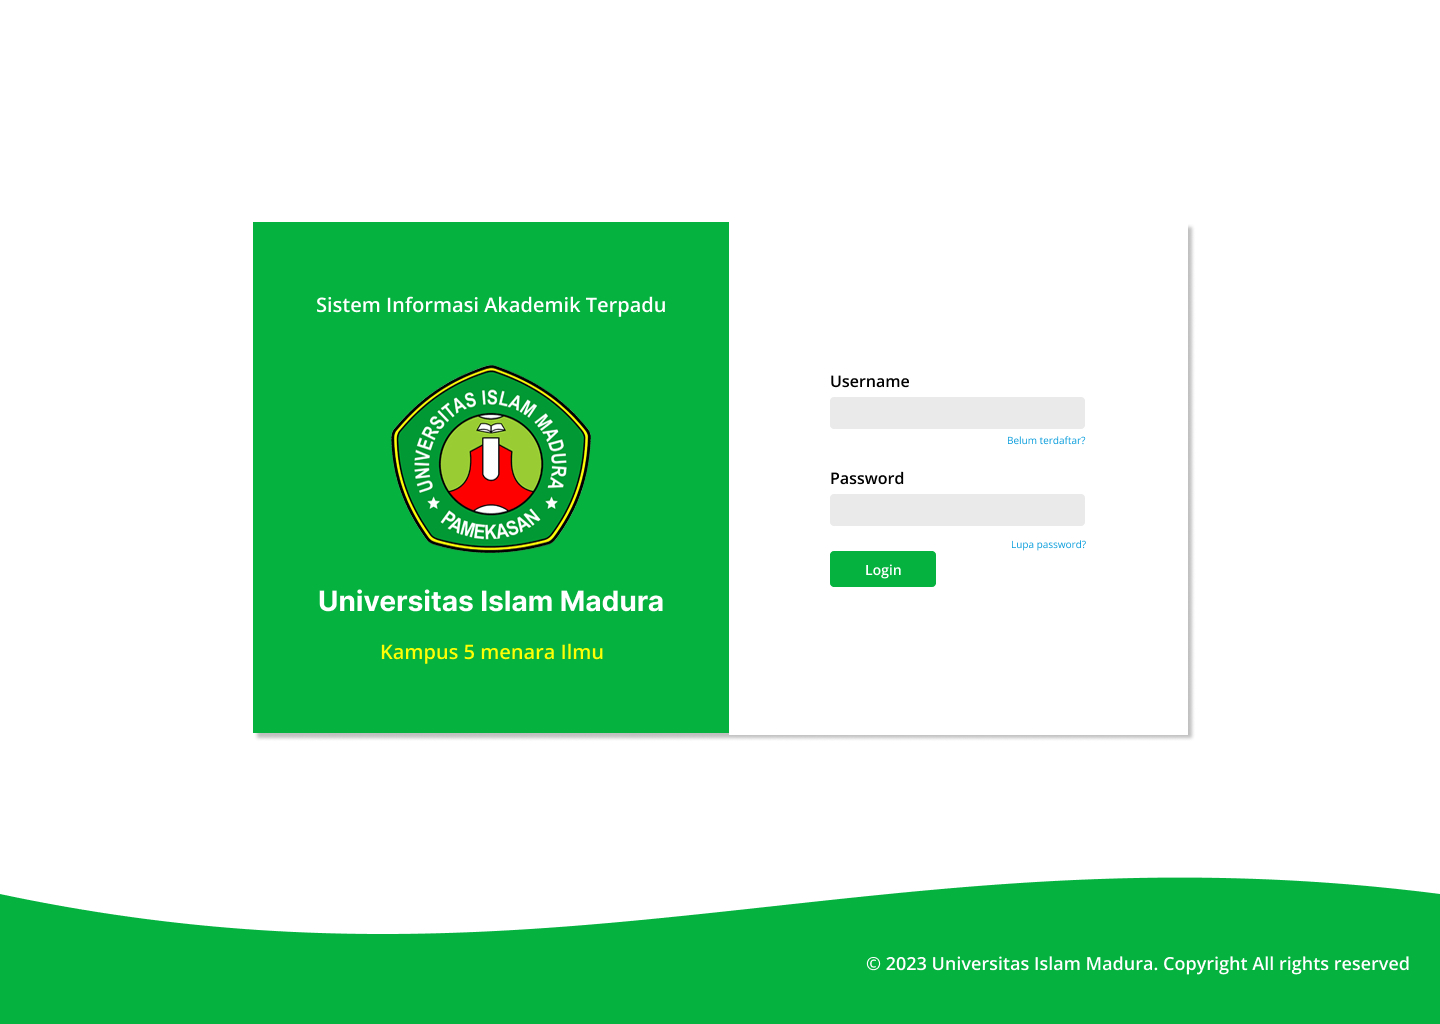 Sistem Informasi Akademik Terpadu
UNIVERSITAS ISLAM MADURA
PAMEKASAN
Universitas Islam Madura
Kampus 5 menara Ilmu
Username
Belum terdaftar?
Password
Lupa password?
Login
© 2023 Universitas Islam Madura. Copyright All rights reserved